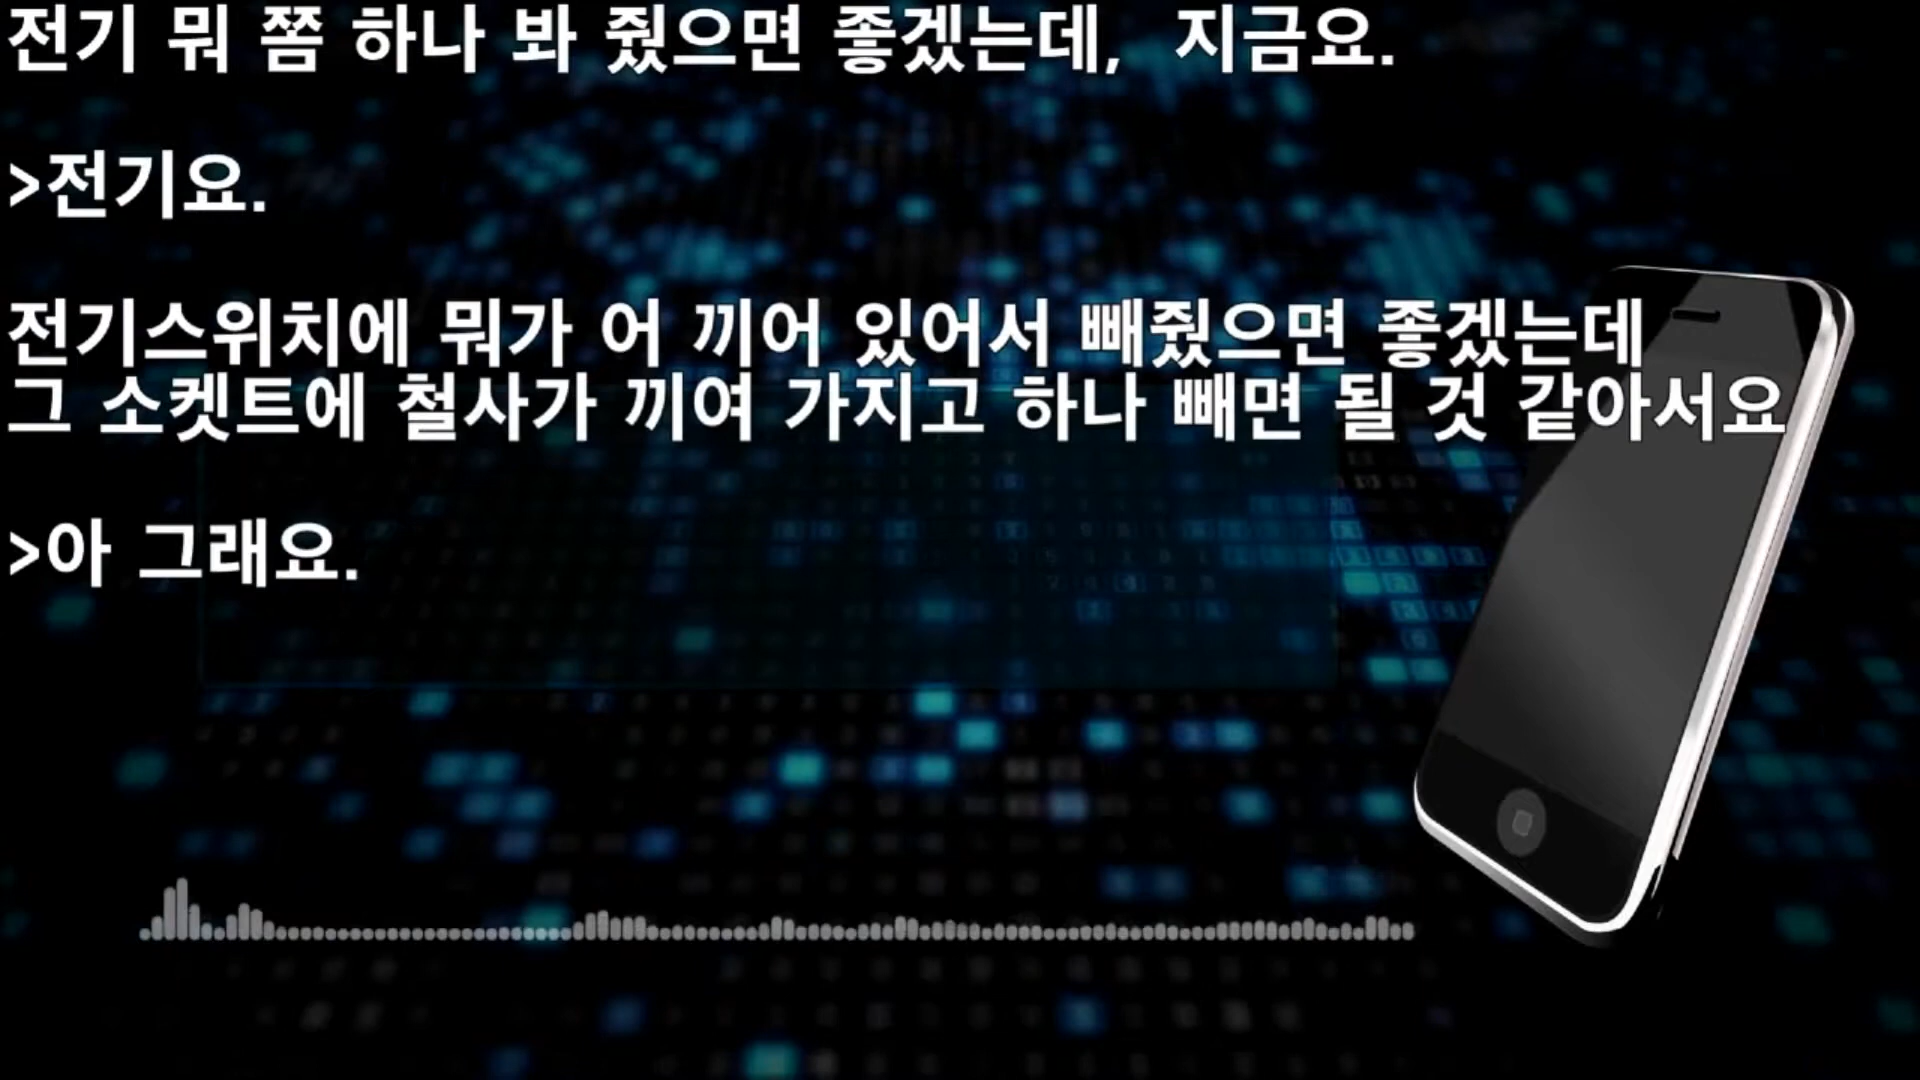 전기 뭐 쫌 하나 봐 줬으면 좋겠는데, 지금요.
>전기요.
전기스위치에 뭐가 어 끼어 있어서 빼줬으면 좋겠는데
그 소켓트에 철사가 끼여 가지고 하나 빼면 될 것 같아서요
>아 그래요.